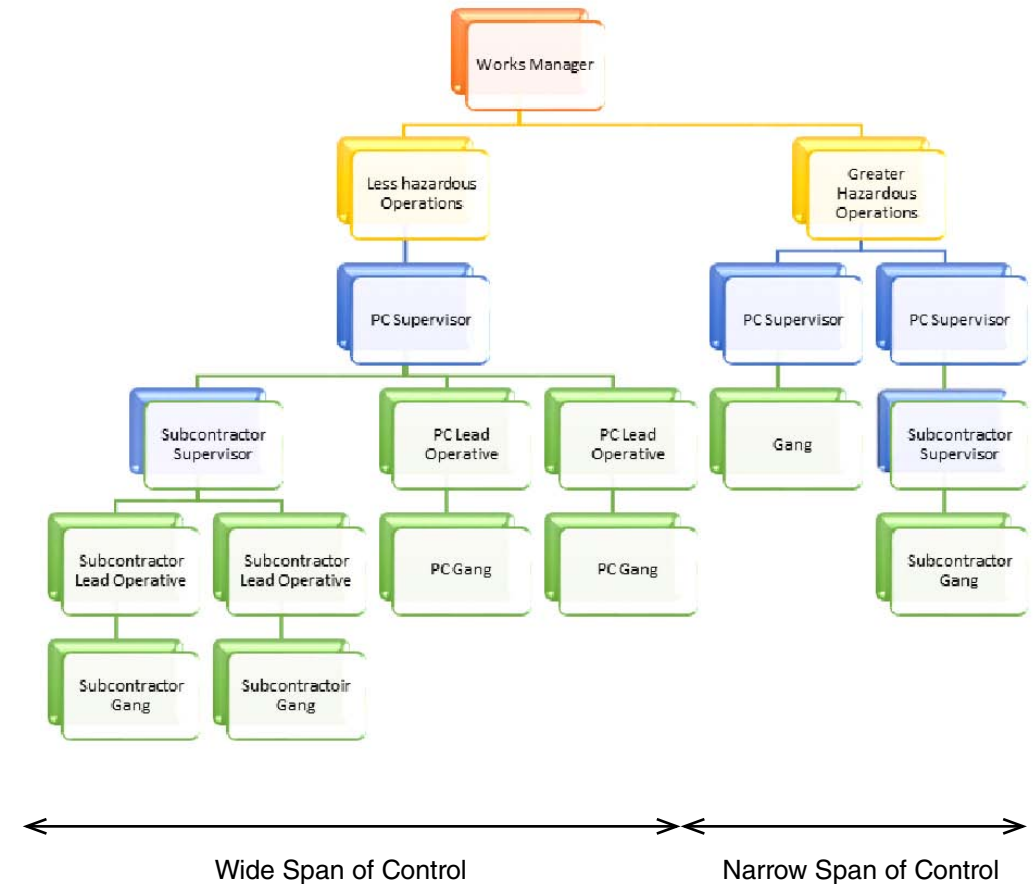 Works Manager
Less hazardous
Operations
Greater
Hazardous
Operations
PC Supervisor
PC Supervisor
PC Supervisor
Subcontractor
Supervisor
PC Lead
Operative
PC Lead
Operative
Gang
Subcontractor
Supervisor
Subcontractor
Lead Operative
Subcontractor
Lead Operative
PC Gang
PC Gang
Subcontractor
Gang
Subcontractor
Gang
Subcontractoir
Gang
Wide Span of Control
Narrow Span of Control